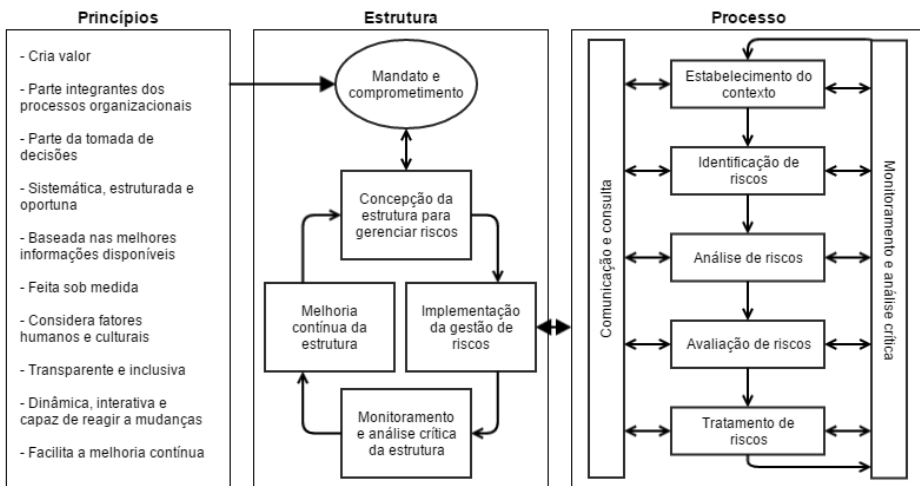 Princípios
- Cria valor
- Parte integrantes dos
processos organizacionais
- Parte da tomada de
decisões
- Sistemática, estruturada e
oportuna
- Baseada nas melhores
informações disponíveis
- Feita sob medida
- Considera fatores
humanos e culturais
- Transparente e inclusiva
- Dinâmica, interativa e
capaz de reagir a mudanças
- Facilita a melhoria contínua
Estrutura
Mandato e
comprometimento
Concepção da
estrutura para
gerenciar riscos
Melhoria
contínua da
estrutura
Implementação
da gestão de
riscos
Monitoramento
e análise crítica
da estrutura
Processo
Comunicação e consulta
Estabelecimento do
contexto
Identificação de
riscos
Análise de riscos
Avaliação de riscos
Tratamento de
riscos
Monitoramento e análise crítica